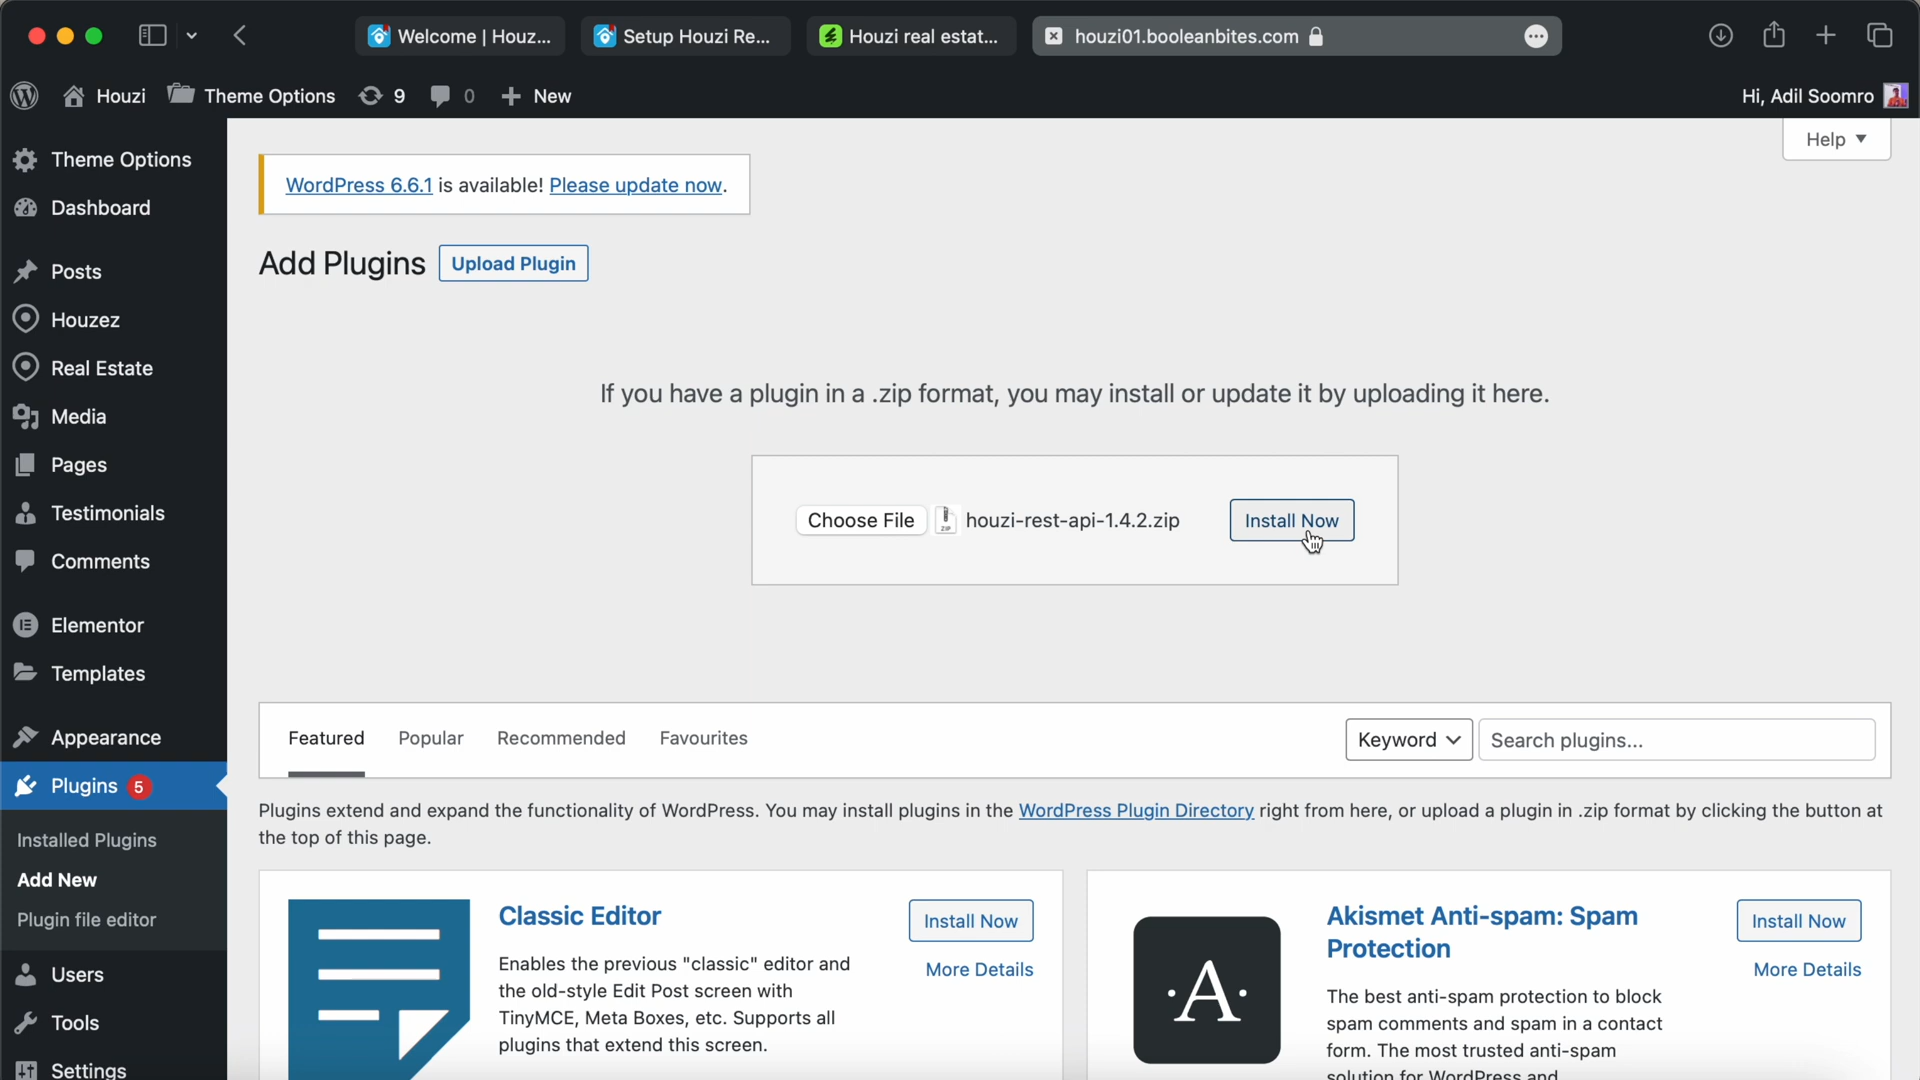 Welcome | Houz...
Setup Houzi Re...
Houzi real estat...
houzi01.booleanbites.com
Houzi
Theme Options
9
0
New
Hi, Adil Soomro
Help
Theme Options
Dashboard
Posts
Houzez
Real Estate
Media
Pages
Testimonials
Comments
Elementor
Templates
Appearance
Plugins 5
Installed Plugins
Add New
Plugin file editor
Users
Tools
Settings
WordPress 6.6.1 is available! Please update now.
Add Plugins
Upload Plugin
If you have a plugin in a .zip format, you may install or update it by uploading it here.
Choose File
ZIP
houzi-rest-api-1.4.2.zip
Install Now
Featured
Popular
Recommended
Favourites
Keyword
Search plugins...
Plugins extend and expand the functionality of WordPress. You may install plugins in the WordPress Plugin Directory right from here, or upload a plugin in .zip format by clicking the button at
the top of this page.
Classic Editor
Install Now
More Details
Enables the previous "classic" editor and
the old-style Edit Post screen with
TinyMCE, Meta Boxes, etc. Supports all
plugins that extend this screen.
·A·
Akismet Anti-spam: Spam
Protection
Install Now
More Details
The best anti-spam protection to block
spam comments and spam in a contact
form. The most trusted anti-spam
solution for WordPress and